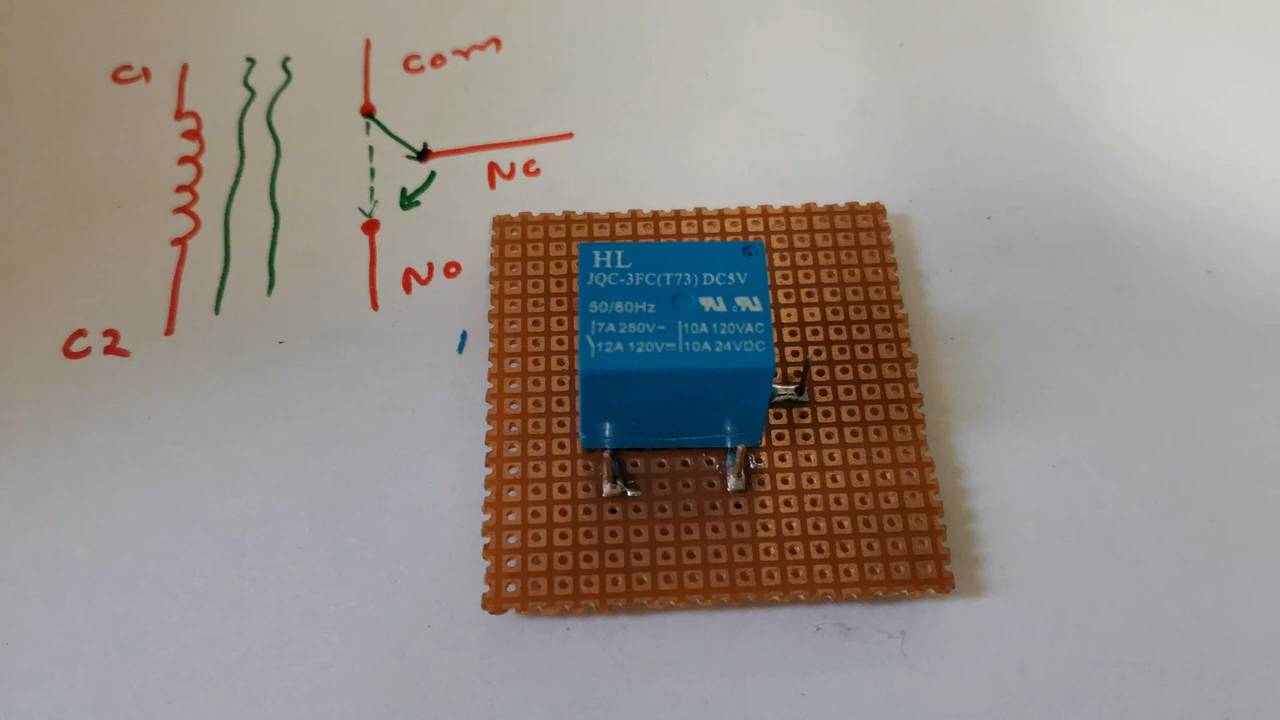 C1
COM
NC
NO
C2
HL
JQC-3FC(T73) DC5V
50/60Hz
7A 250V~ 10A 120VAC
12A 120V≂ 10A 24VDC